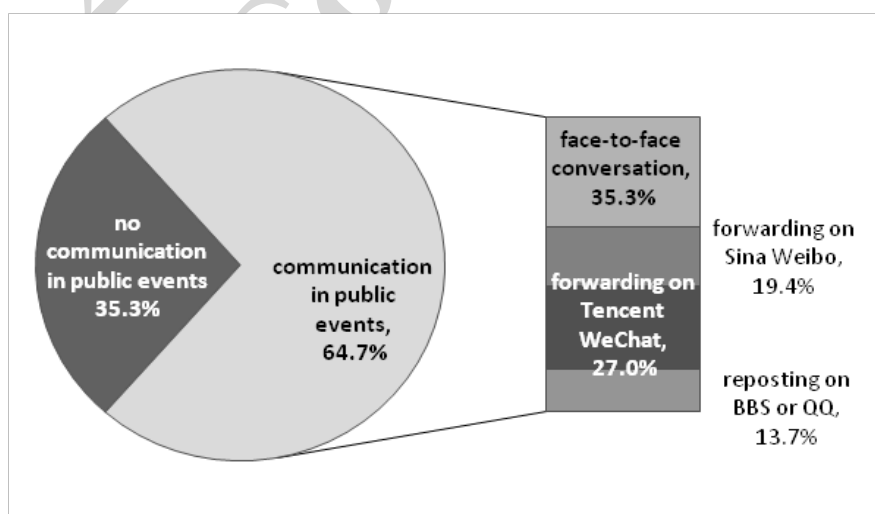 no
communication
in public events
35.3%
communication
in public
events,
64.7%
face-to-face
conversation,
35.3%
forwarding on
Sina Weibo,
19.4%
forwarding on
Tencent
WeChat,
27.0%
reposting on
BBS or QQ,
13.7%